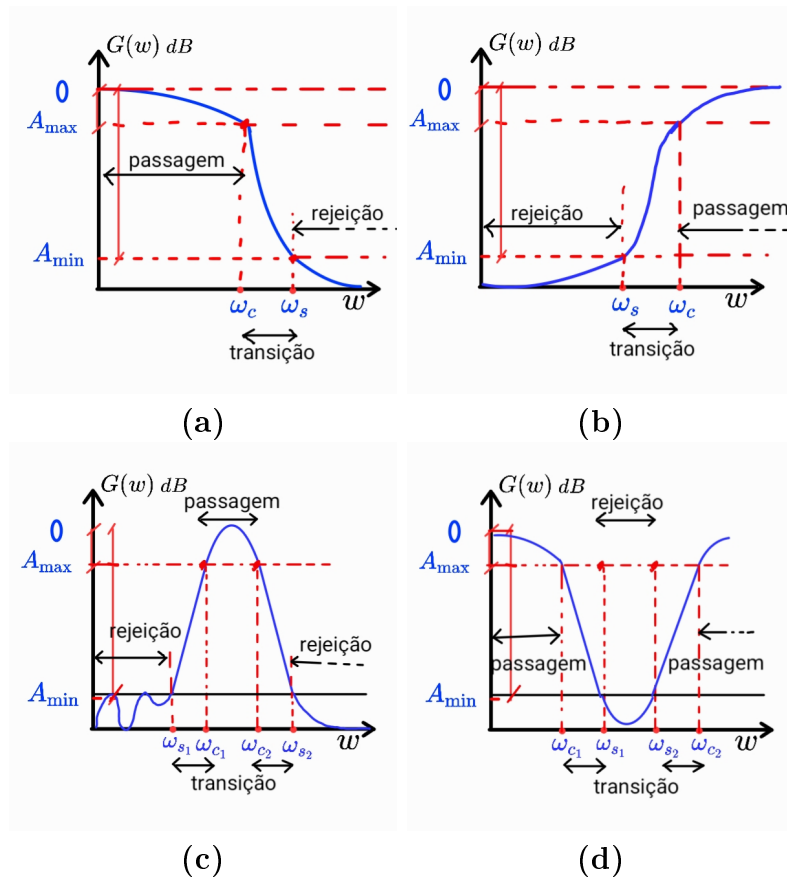 G(w) dB
0
A_max
passagem
rejeição
A_min
ω_c ω_s w
transição
(a)
G(w) dB
0
A_max
rejeição
passagem
A_min
ω_s ω_c w
transição
(b)
G(w) dB
passagem
0
A_max
rejeição
rejeição
A_min
ω_s₁ ω_c₁ ω_c₂ ω_s₂ w
transição
(c)
G(w) dB
rejeição
0
A_max
passagem
passagem
A_min
ω_c₁ ω_s₁ ω_s₂ ω_c₂ w
transição
(d)